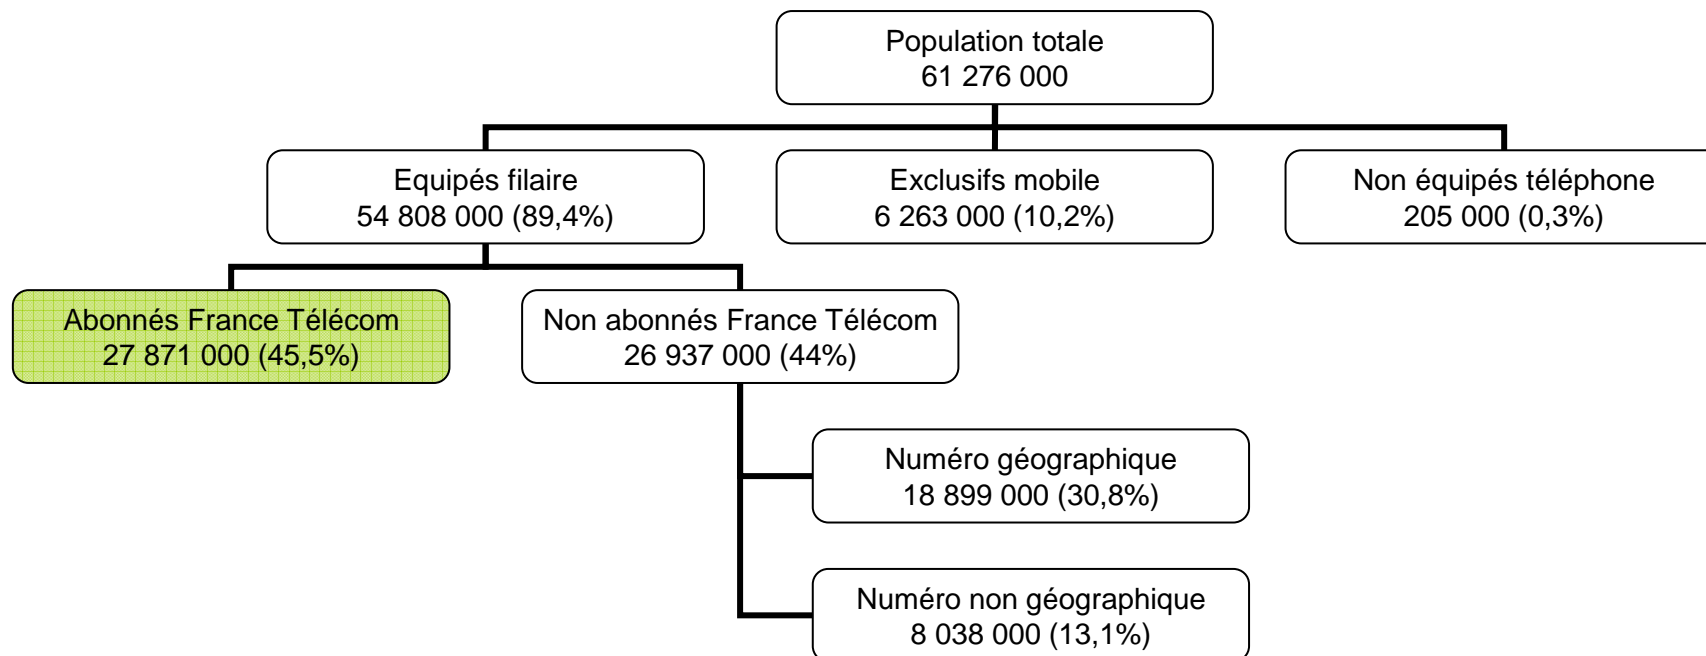 Population totale
61 276 000
Equipés filaire
54 808 000 (89,4%)
Exclusifs mobile
6 263 000 (10,2%)
Non équipés téléphone
205 000 (0,3%)
Abonnés France Télécom
27 871 000 (45,5%)
Non abonnés France Télécom
26 937 000 (44%)
Numéro géographique
18 899 000 (30,8%)
Numéro non géographique
8 038 000 (13,1%)